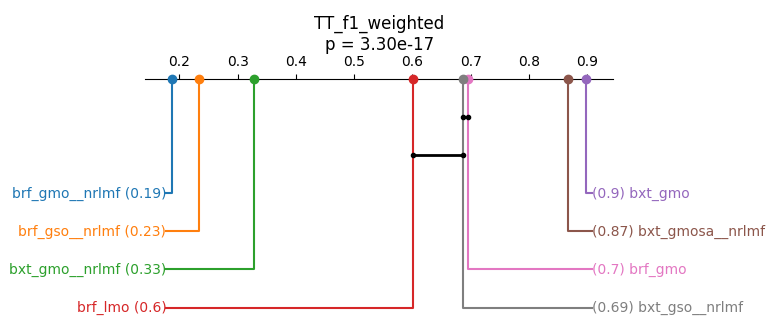 TT_f1_weighted
p = 3.30e-17
0.2 0.3 0.4 0.5 0.6 0.7 0.8 0.9
brf_gmo__nrlmf (0.19) (0.9) bxt_gmo
brf_gso__nrlmf (0.23) (0.87) bxt_gmosa__nrlmf
bxt_gmo__nrlmf (0.33) (0.7) brf_gmo
brf_lmo (0.6) (0.69) bxt_gso__nrlmf